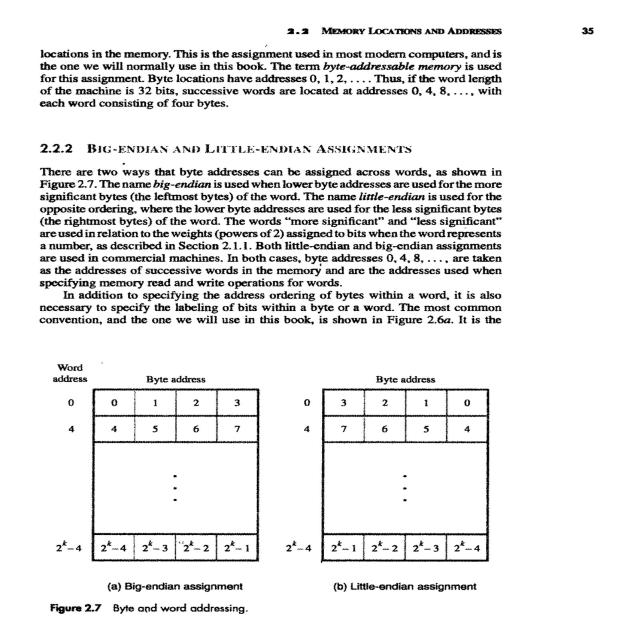 2.2 MEMORY LOCATIONS AND ADDRESSES 35
locations in the memory. This is the assignment used in most modern computers, and is
the one we will normally use in this book. The term byte-addressable memory is used
for this assignment. Byte locations have addresses 0, 1, 2, . . . . Thus, if the word length
of the machine is 32 bits, successive words are located at addresses 0, 4, 8, . . . , with
each word consisting of four bytes.
2.2.2 BIG-ENDIAN AND LITTLE-ENDIAN ASSIGNMENTS
There are two ways that byte addresses can be assigned across words, as shown in
Figure 2.7. The name big-endian is used when lower byte addresses are used for the more
significant bytes (the leftmost bytes) of the word. The name little-endian is used for the
opposite ordering, where the lower byte addresses are used for the less significant bytes
(the rightmost bytes) of the word. The words “more significant” and “less significant”
are used in relation to the weights (powers of 2) assigned to bits when the word represents
a number, as described in Section 2.1.1. Both little-endian and big-endian assignments
are used in commercial machines. In both cases, byte addresses 0, 4, 8, . . . , are taken
as the addresses of successive words in the memory and are the addresses used when
specifying memory read and write operations for words.
In addition to specifying the address ordering of bytes within a word, it is also
necessary to specify the labeling of bits within a byte or a word. The most common
convention, and the one we will use in this book, is shown in Figure 2.6a. It is the
Word
address Byte address Byte address
0 0 1 2 3 0 3 2 1 0
4 4 5 6 7 4 7 6 5 4
2^k–4 2^k–4 2^k–3 2^k–2 2^k–1 2^k–4 2^k–1 2^k–2 2^k–3 2^k–4
(a) Big-endian assignment (b) Little-endian assignment
Figure 2.7 Byte and word addressing.